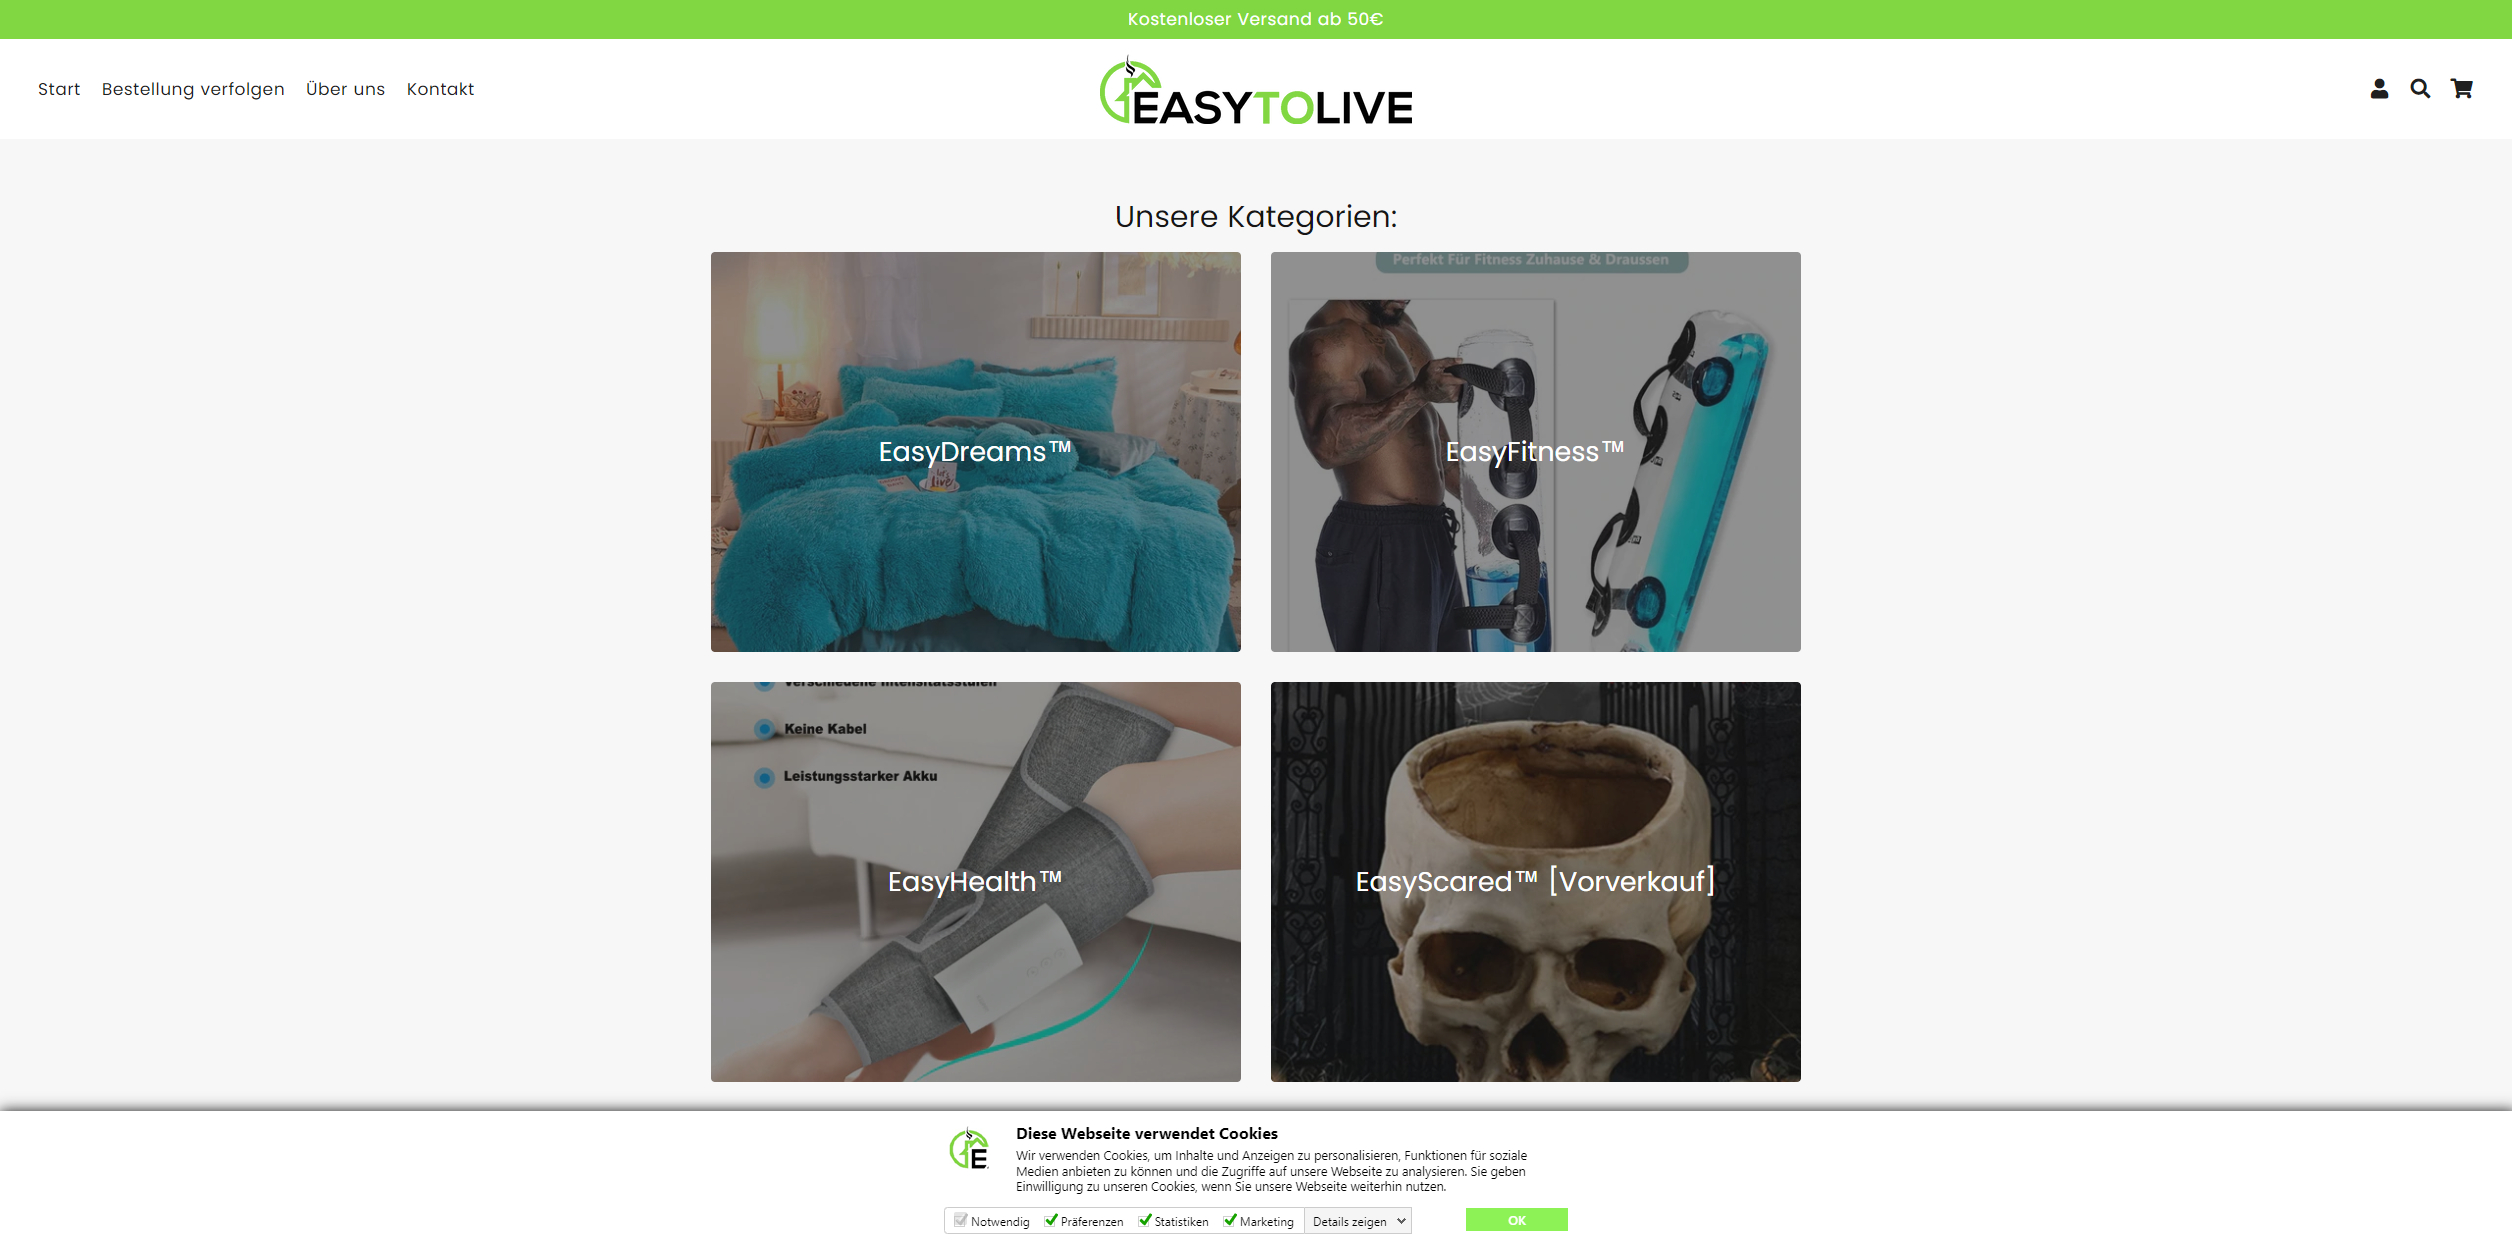 Kostenloser Versand ab 50€
Start Bestellung verfolgen Über uns Kontakt
EASYTOLIVE
Unsere Kategorien:
EasyDreams™
Perfekt Für Fitness Zuhause & Draussen
EasyFitness™
Verschiedene Intensitätsstufen
Keine Kabel
Leistungsstarker Akku
EasyHealth™
EasyScared™ [Vorverkauf]
E
Diese Webseite verwendet Cookies
Wir verwenden Cookies, um Inhalte und Anzeigen zu personalisieren, Funktionen für soziale
Medien anbieten zu können und die Zugriffe auf unsere Webseite zu analysieren. Sie geben
Einwilligung zu unseren Cookies, wenn Sie unsere Webseite weiterhin nutzen.
Notwendig Präferenzen Statistiken Marketing Details zeigen
OK